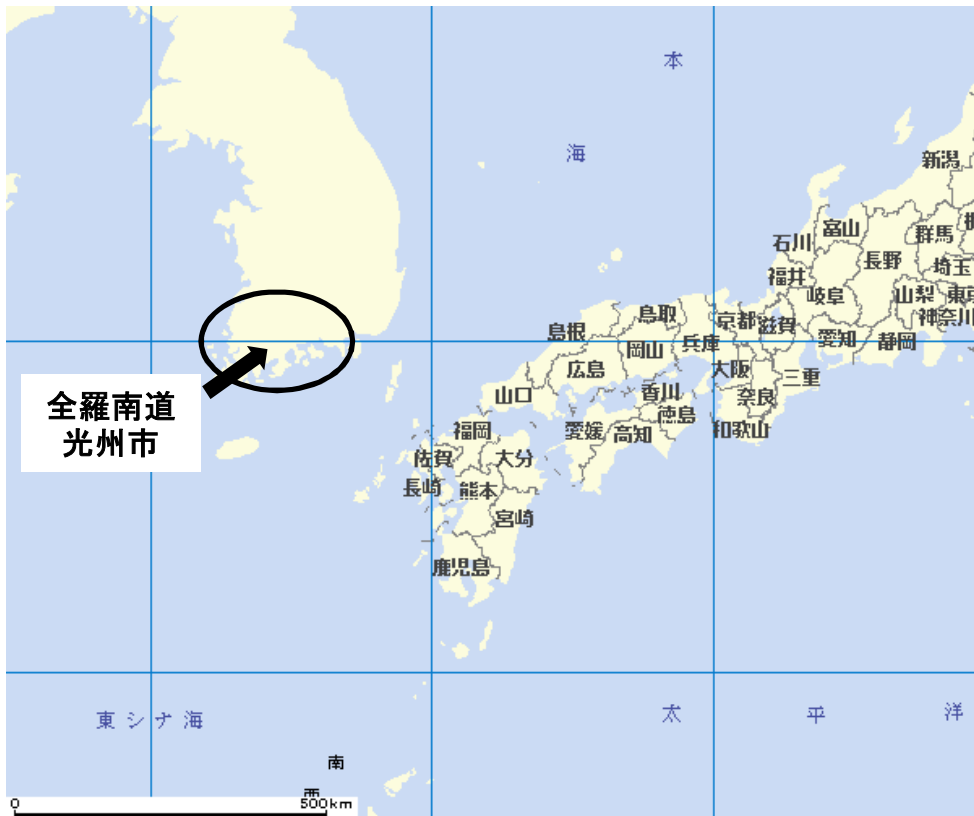 本
海
新潟
富山
石川
群馬
長野
福井
埼玉
岐阜
山梨
東京
神奈川
鳥取
島根
京都
滋賀
兵庫
愛知
静岡
岡山
広島
大阪
三重
香川
奈良
山口
徳島
和歌山
愛媛
高知
全羅南道
光州市
福岡
佐賀
大分
長崎
熊本
宮崎
鹿児島
東シナ海
太平洋
南
西
0 500km